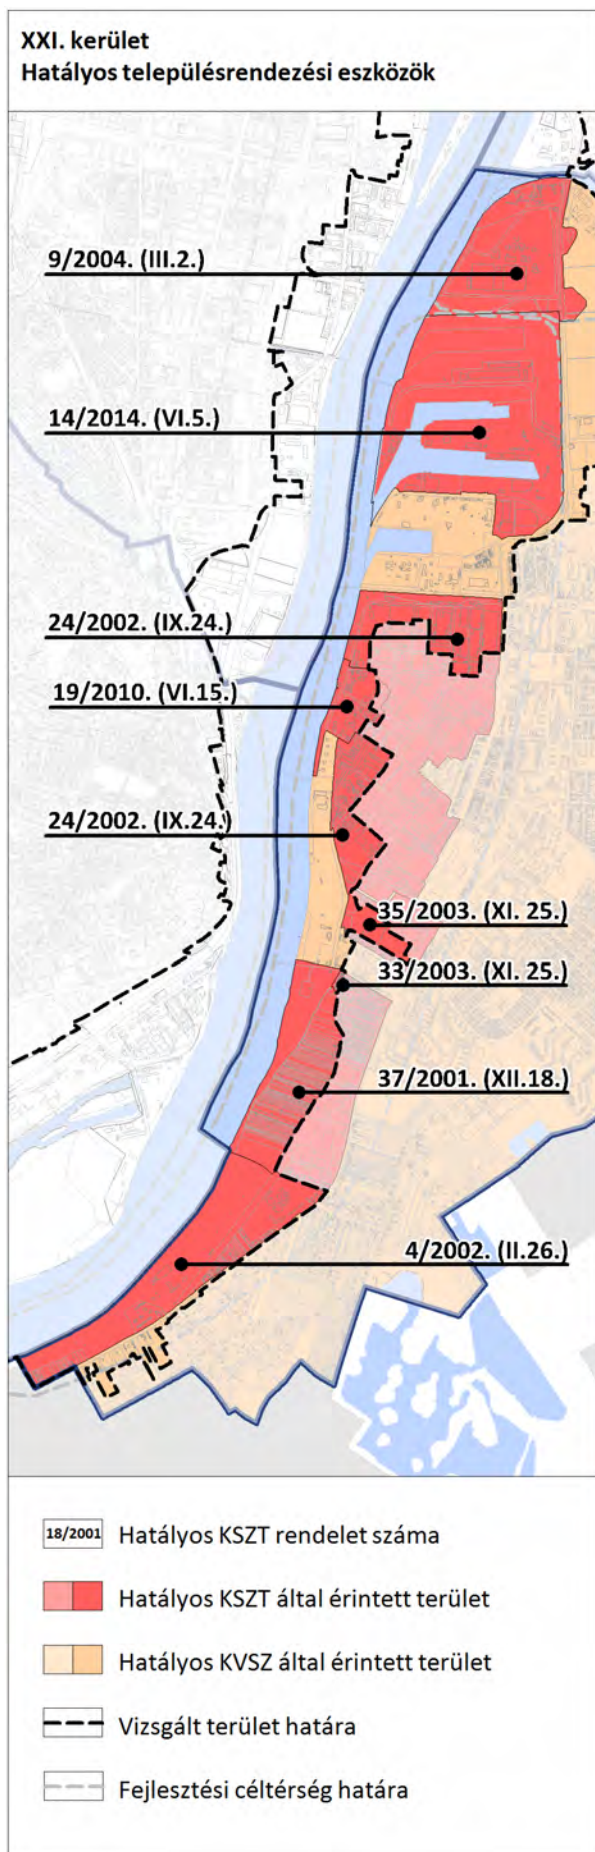 XXI. kerület
Hatályos településrendezési eszközök
9/2004. (III.2.)
14/2014. (VI.5.)
24/2002. (IX.24.)
19/2010. (VI.15.)
24/2002. (IX.24.)
35/2003. (XI. 25.)
33/2003. (XI. 25.)
37/2001. (XII.18.)
4/2002. (II.26.)
18/2001 Hatályos KSZT rendelet száma
Hatályos KSZT által érintett terület
Hatályos KVSZ által érintett terület
Vizsgált terület határa
Fejlesztési céltérség határa